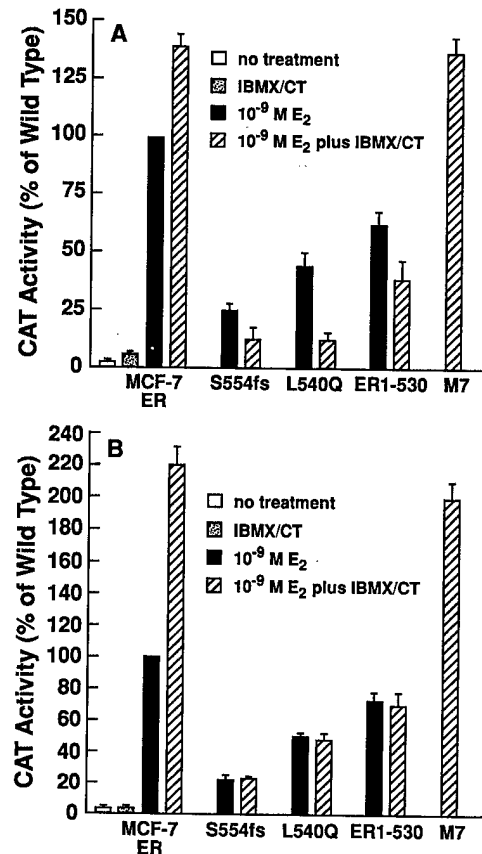 A
CAT Activity (% of Wild Type)
150
125
100
75
50
25
0
no treatment
IBMX/CT
10⁻⁹ M E₂
10⁻⁹ M E₂ plus IBMX/CT
MCF-7 S554fs L540Q ER1-530 M7
ER
B
CAT Activity (% of Wild Type)
240
220
200
180
160
140
120
100
80
60
40
20
0
no treatment
IBMX/CT
10⁻⁹ M E₂
10⁻⁹ M E₂ plus IBMX/CT
MCF-7 S554fs L540Q ER1-530 M7
ER